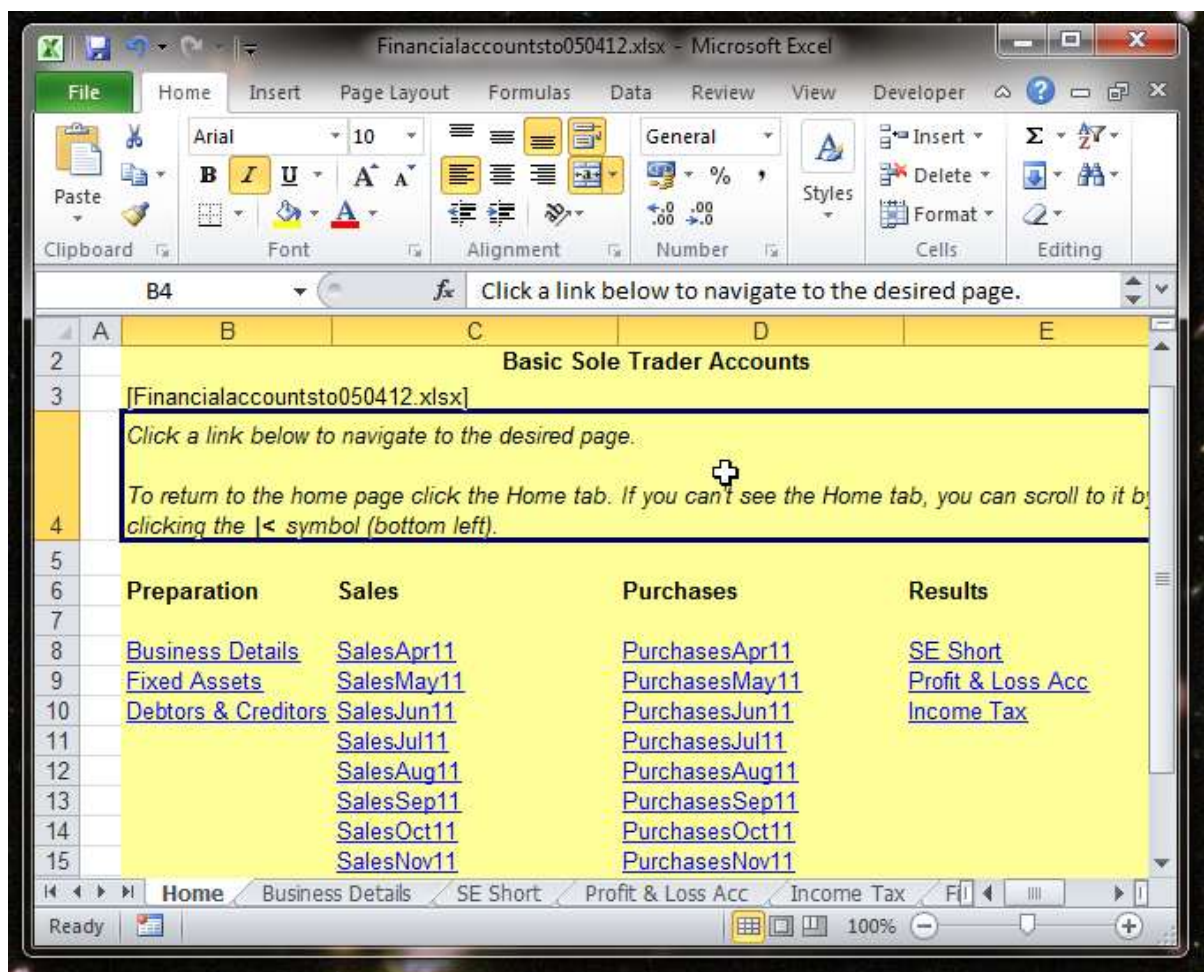 Financialaccountsto050412.xlsx - Microsoft Excel
File Home Insert Page Layout Formulas Data Review View Developer
Paste
Arial 10
B I U A A
Clipboard
Font
Alignment
General
% ,
Number
Styles
Insert
Delete
Format
Cells
Σ
Editing
B4 fx Click a link below to navigate to the desired page.
A B C D E
2 Basic Sole Trader Accounts
3 [Financialaccountsto050412.xlsx]
Click a link below to navigate to the desired page.
To return to the home page click the Home tab. If you can't see the Home tab, you can scroll to it by
4 clicking the |< symbol (bottom left).
5
6 Preparation Sales Purchases Results
7
8 Business Details SalesApr11 PurchasesApr11 SE Short
9 Fixed Assets SalesMay11 PurchasesMay11 Profit & Loss Acc
10 Debtors & Creditors SalesJun11 PurchasesJun11 Income Tax
11 SalesJul11 PurchasesJul11
12 SalesAug11 PurchasesAug11
13 SalesSep11 PurchasesSep11
14 SalesOct11 PurchasesOct11
15 SalesNov11 PurchasesNov11
Home Business Details SE Short Profit & Loss Acc Income Tax
Ready 100%